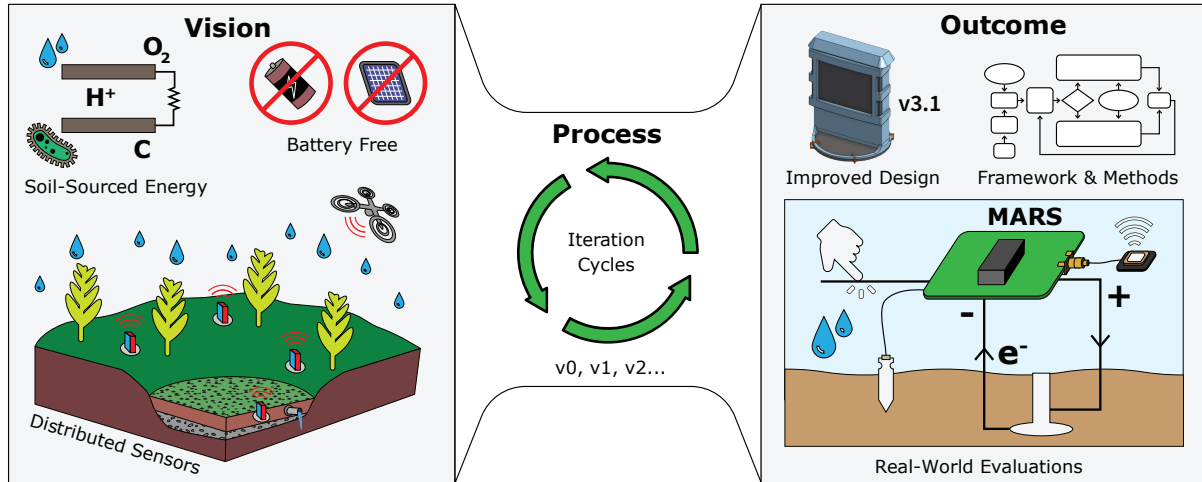 Vision
O2
H+
C
Soil-Sourced Energy
Battery Free
Distributed Sensors
Process
Iteration
Cycles
v0, v1, v2...
Outcome
v3.1
Improved Design
Framework & Methods
MARS
+
-
e-
Real-World Evaluations